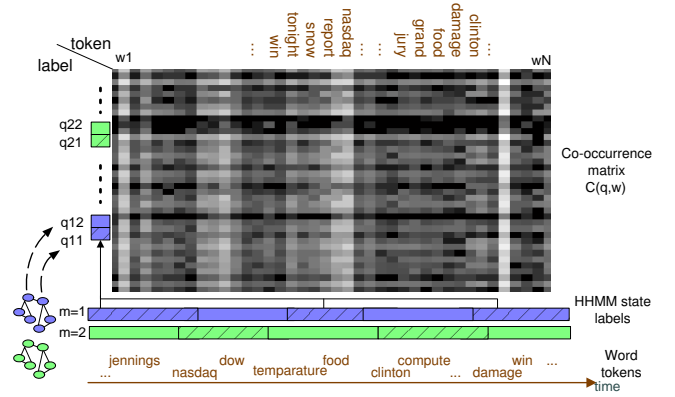 ... win tonight snow report nasdaq ... ... jury grand food damage clinton ...
token
label
w1
wN
q22
q21
q12
q11
Co-occurrence
matrix
C(q,w)
m=1
m=2
HHMM state
labels
jennings dow food compute win ...
... nasdaq temparature clinton ... damage
Word
tokens
time